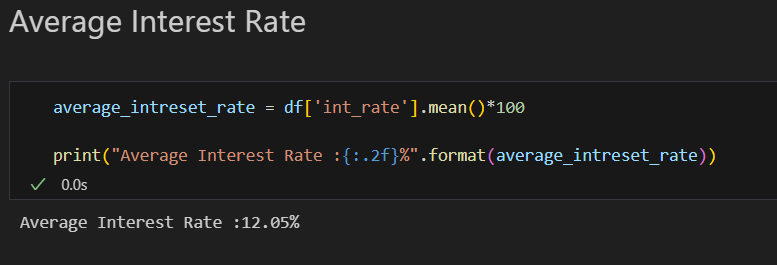 Average Interest Rate
average_intreset_rate = df['int_rate'].mean()*100
print("Average Interest Rate :{:.2f}%".format(average_intreset_rate))
0.0s
Average Interest Rate :12.05%